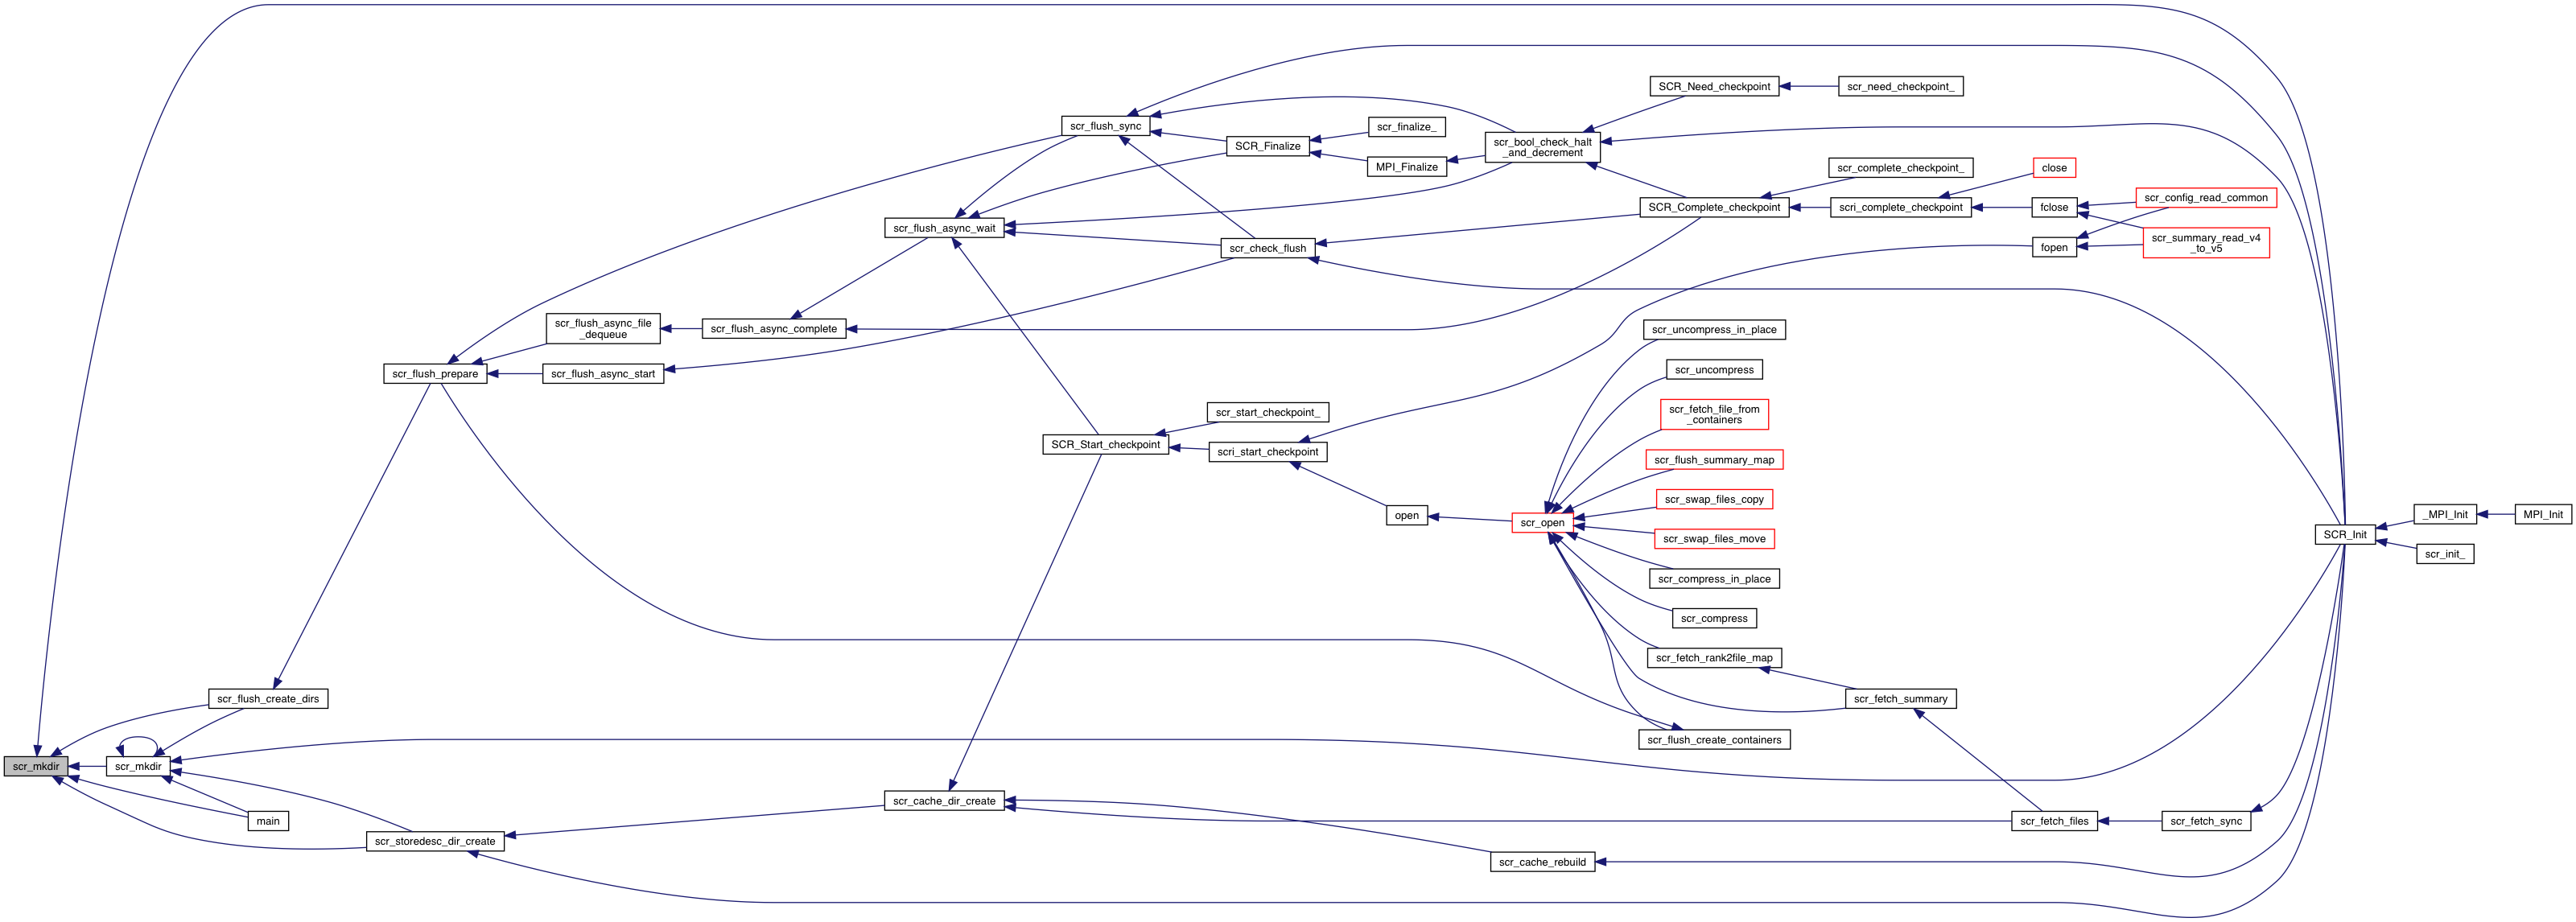 scr_mkdir
scr_mkdir
scr_flush_create_dirs
main
scr_storedesc_dir_create
scr_flush_prepare
scr_flush_async_file
_dequeue
scr_flush_async_start
scr_flush_async_complete
scr_flush_async_wait
scr_cache_dir_create
scr_flush_sync
SCR_Start_checkpoint
SCR_Finalize
scr_check_flush
scr_start_checkpoint_
scri_start_checkpoint
scr_finalize_
MPI_Finalize
open
scr_bool_check_halt
_and_decrement
scr_open
scr_cache_rebuild
SCR_Need_checkpoint
SCR_Complete_checkpoint
scr_uncompress_in_place
scr_uncompress
scr_fetch_file_from
_containers
scr_flush_summary_map
scr_swap_files_copy
scr_swap_files_move
scr_compress_in_place
scr_compress
scr_fetch_rank2file_map
scr_flush_create_containers
scr_need_checkpoint_
scr_complete_checkpoint_
scri_complete_checkpoint
scr_fetch_summary
close
fclose
fopen
scr_fetch_files
scr_config_read_common
scr_summary_read_v4
_to_v5
scr_fetch_sync
SCR_Init
_MPI_Init
scr_init_
MPI_Init